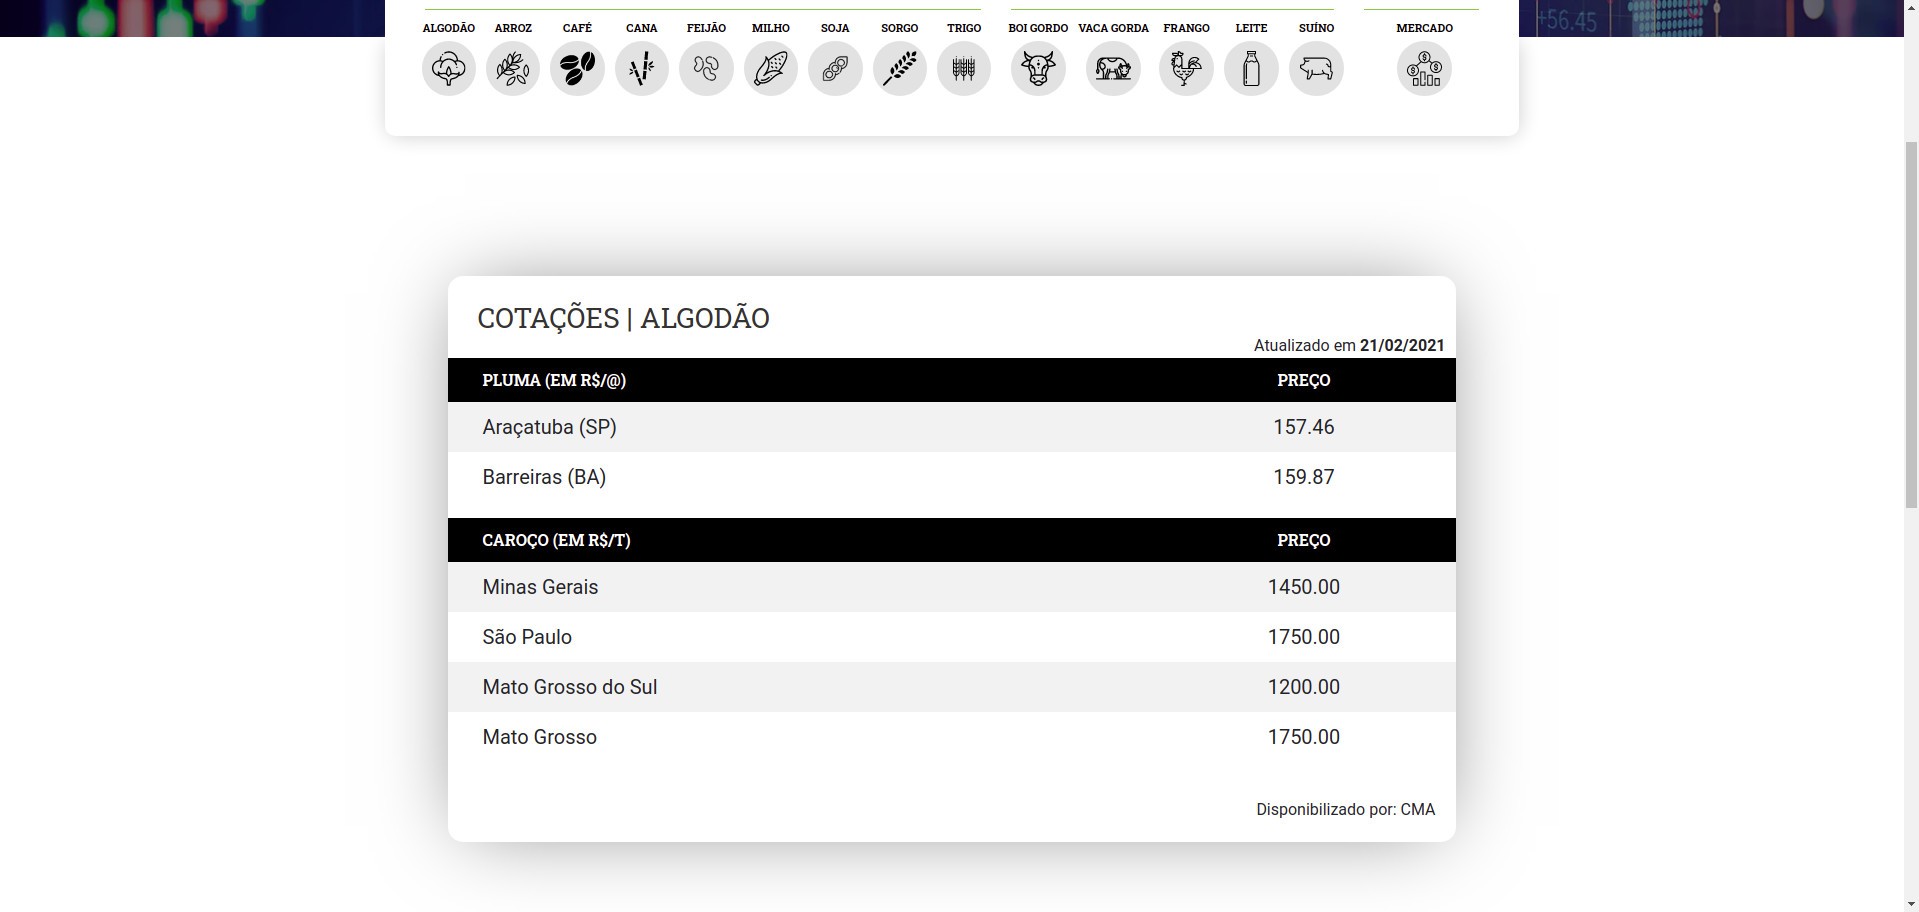 +56.45
ALGODÃO ARROZ CAFÉ CANA FEIJÃO MILHO SOJA SORGO TRIGO BOI GORDO VACA GORDA FRANGO LEITE SUÍNO MERCADO
COTAÇÕES | ALGODÃO
Atualizado em 21/02/2021
PLUMA (EM R$/@) PREÇO
Araçatuba (SP) 157.46
Barreiras (BA) 159.87
CAROÇO (EM R$/T) PREÇO
Minas Gerais 1450.00
São Paulo 1750.00
Mato Grosso do Sul 1200.00
Mato Grosso 1750.00
Disponibilizado por: CMA